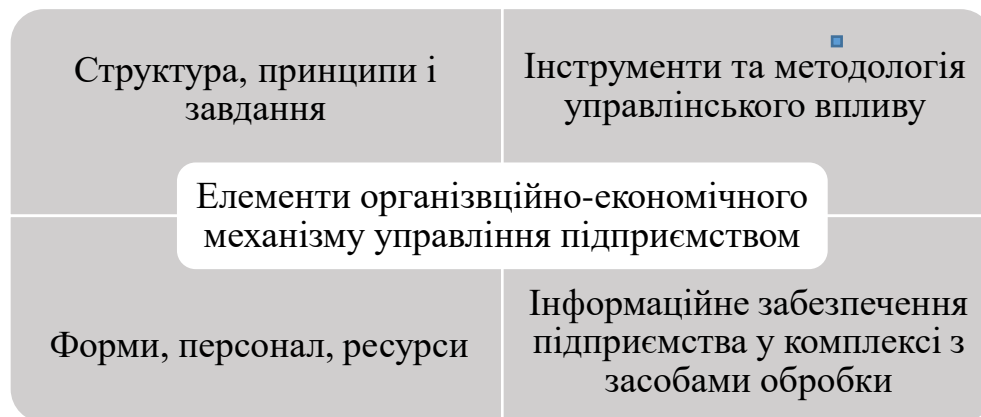 Структура, принципи і
завдання
Інструменти та методологія
управлінського впливу
Елементи організвційно-економічного
механізму управління підприємством
Форми, персонал, ресурси
Інформаційне забезпечення
підприємства у комплексі з
засобами обробки